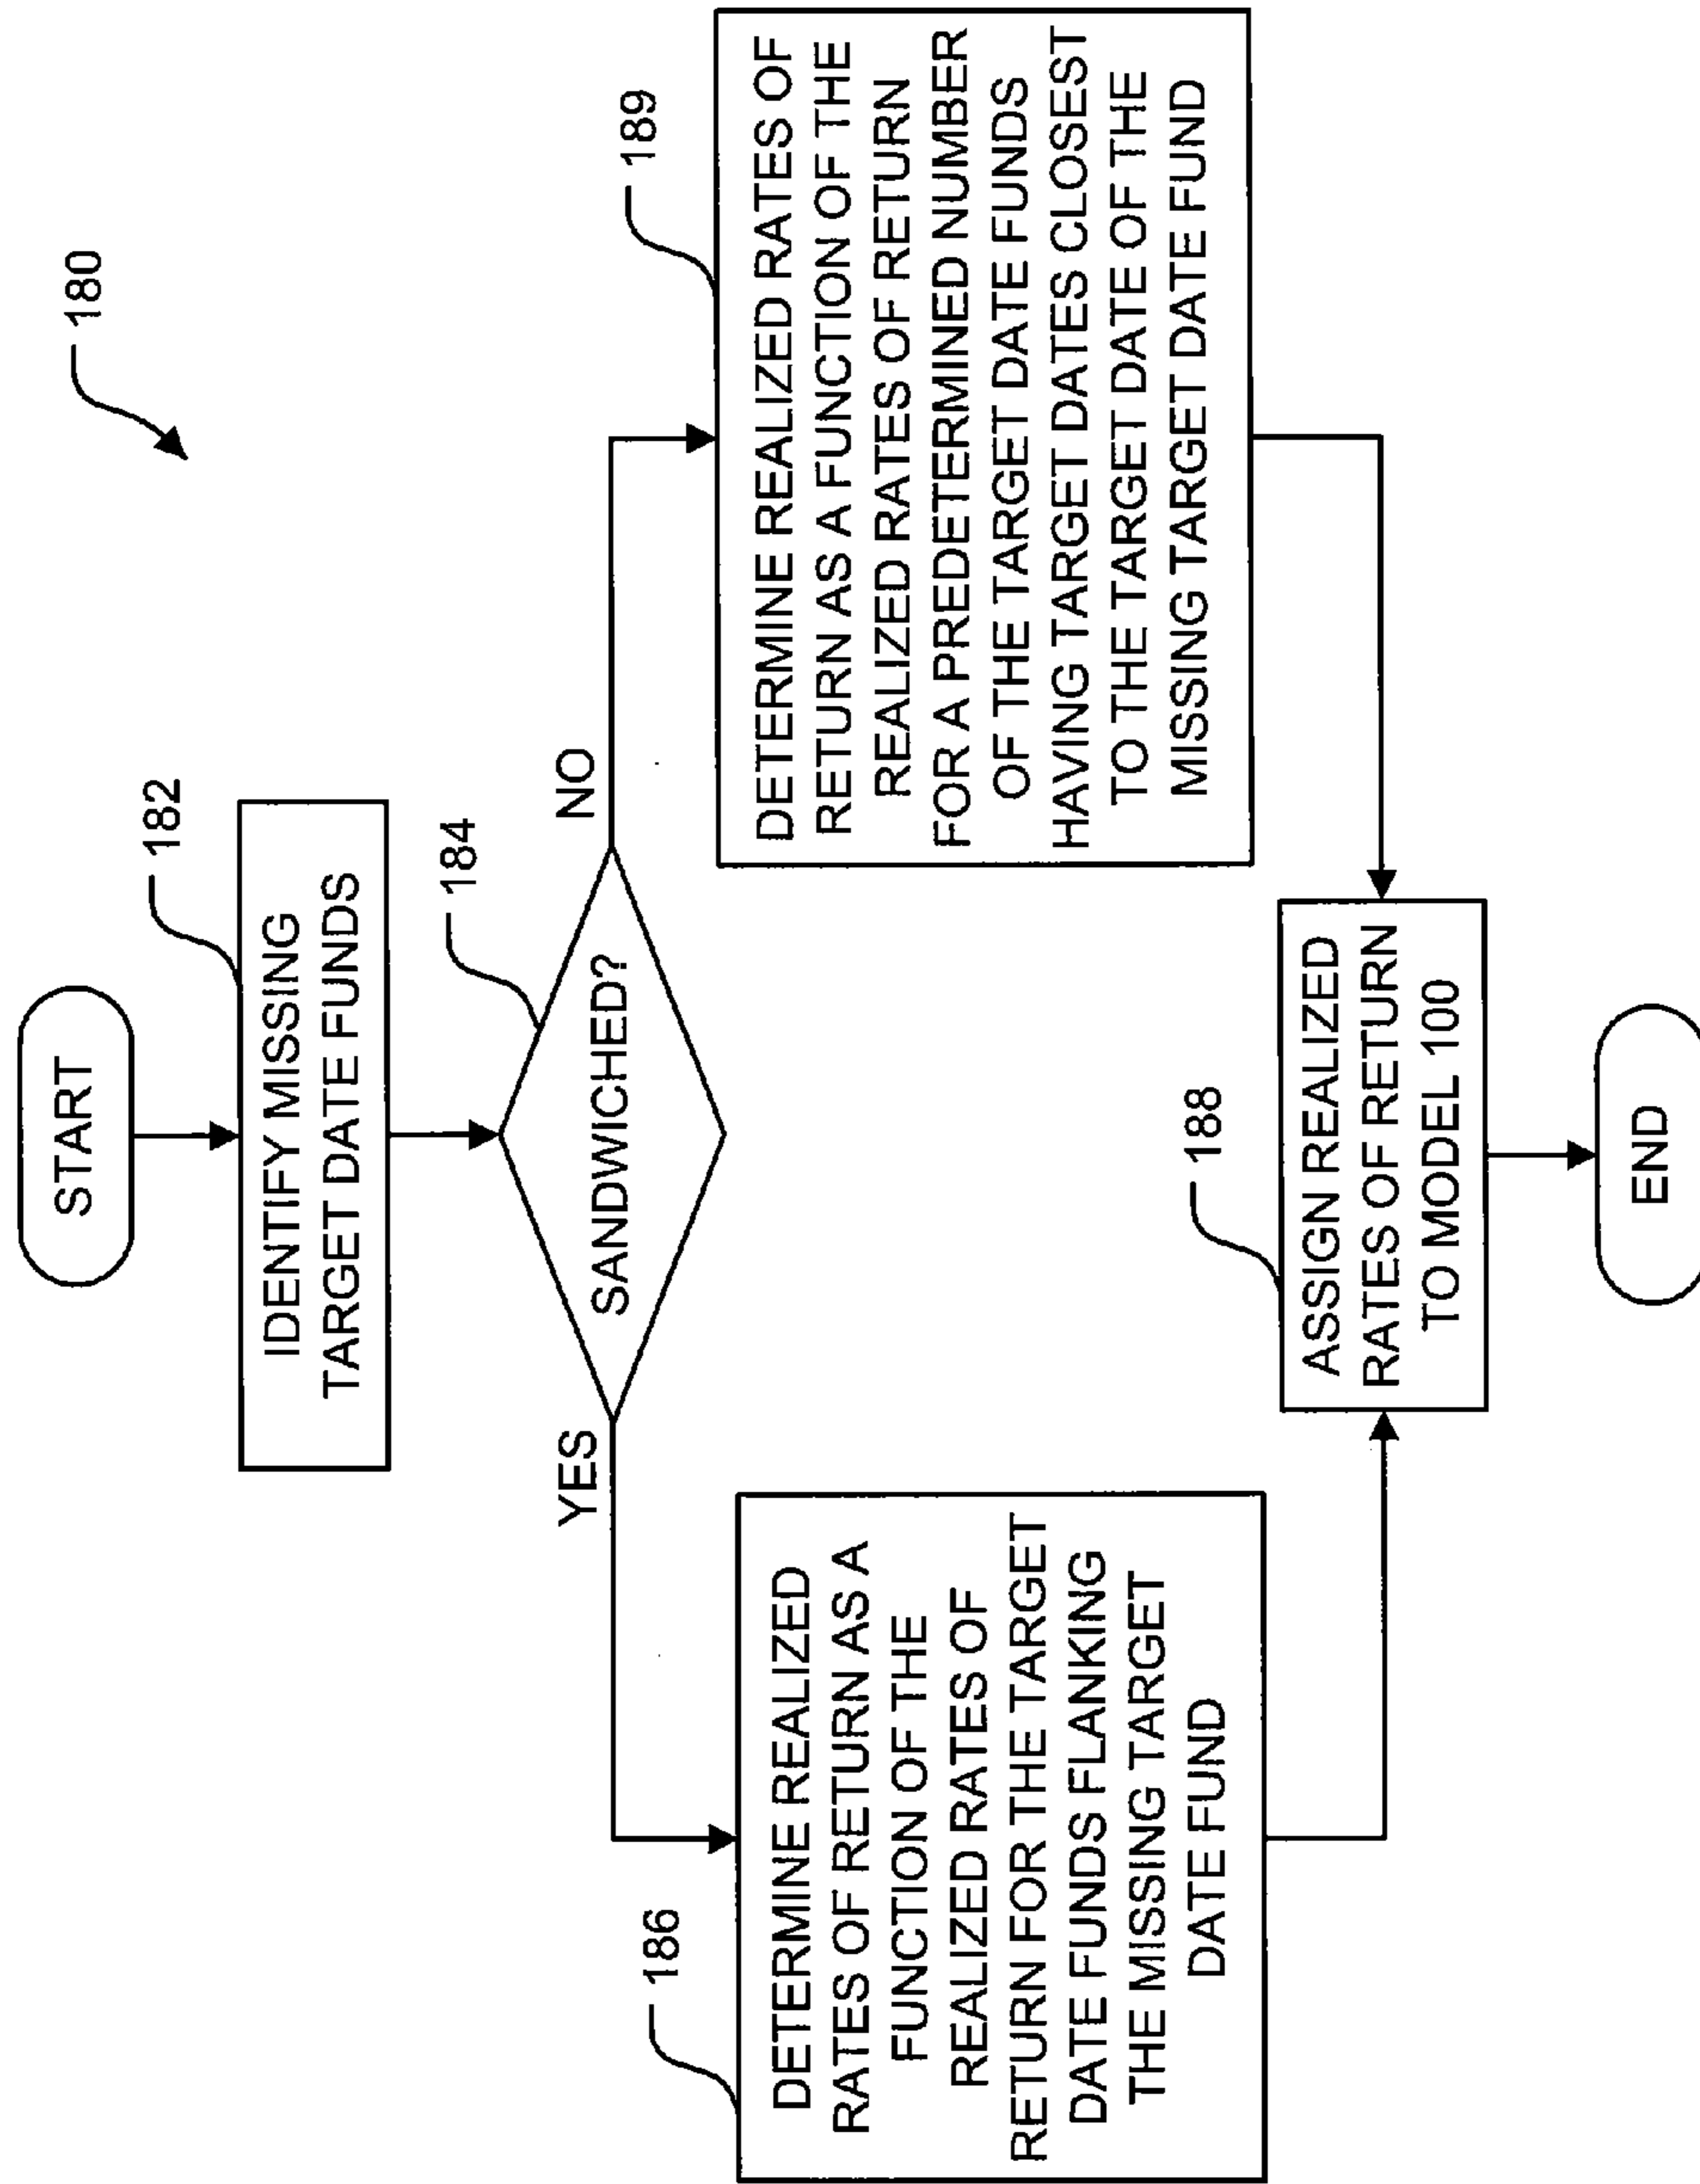 180
START
182
IDENTIFY MISSING
TARGET DATE FUNDS
184
SANDWICHED?
YES
NO
186
DETERMINE REALIZED
RATES OF RETURN AS A
FUNCTION OF THE
REALIZED RATES OF
RETURN FOR THE TARGET
DATE FUNDS FLANKING
THE MISSING TARGET
DATE FUND
189
DETERMINE REALIZED RATES OF
RETURN AS A FUNCTION OF THE
REALIZED RATES OF RETURN
FOR A PREDETERMINED NUMBER
OF THE TARGET DATE FUNDS
HAVING TARGET DATES CLOSEST
TO THE TARGET DATE OF THE
MISSING TARGET DATE FUND
188
ASSIGN REALIZED
RATES OF RETURN
TO MODEL 100
END